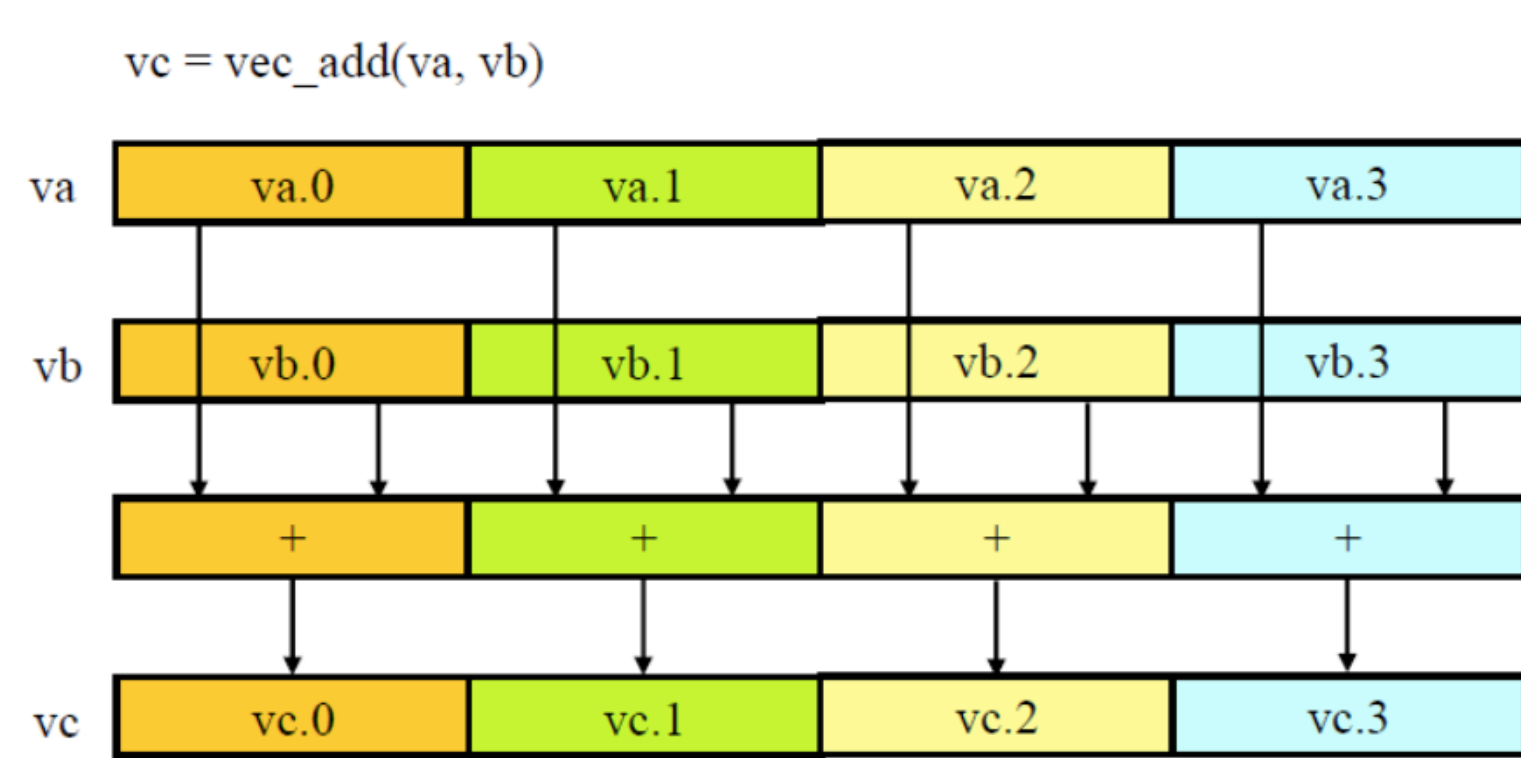 vc = vec_add(va, vb)
va va.0 va.1 va.2 va.3
vb vb.0 vb.1 vb.2 vb.3
+ + + +
vc vc.0 vc.1 vc.2 vc.3